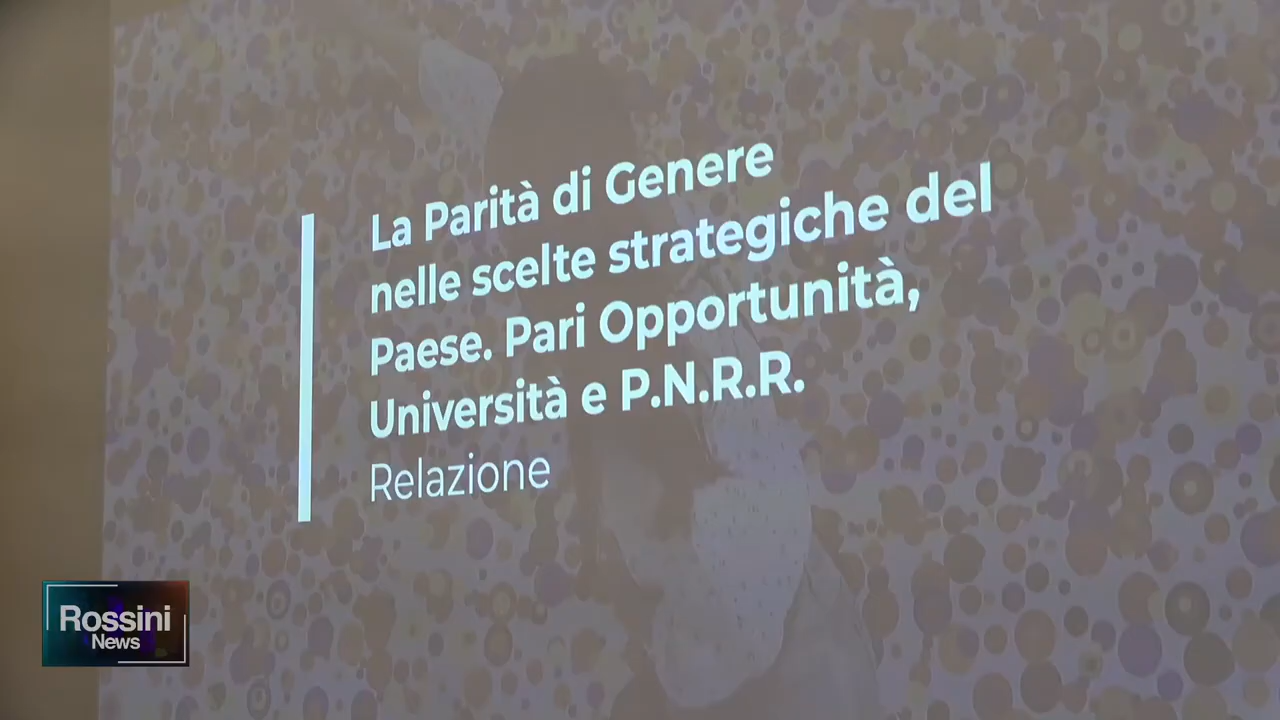 La Parità di Genere
nelle scelte strategiche del
Paese. Pari Opportunità,
Università e P.N.R.R.
Relazione
Rossini
News